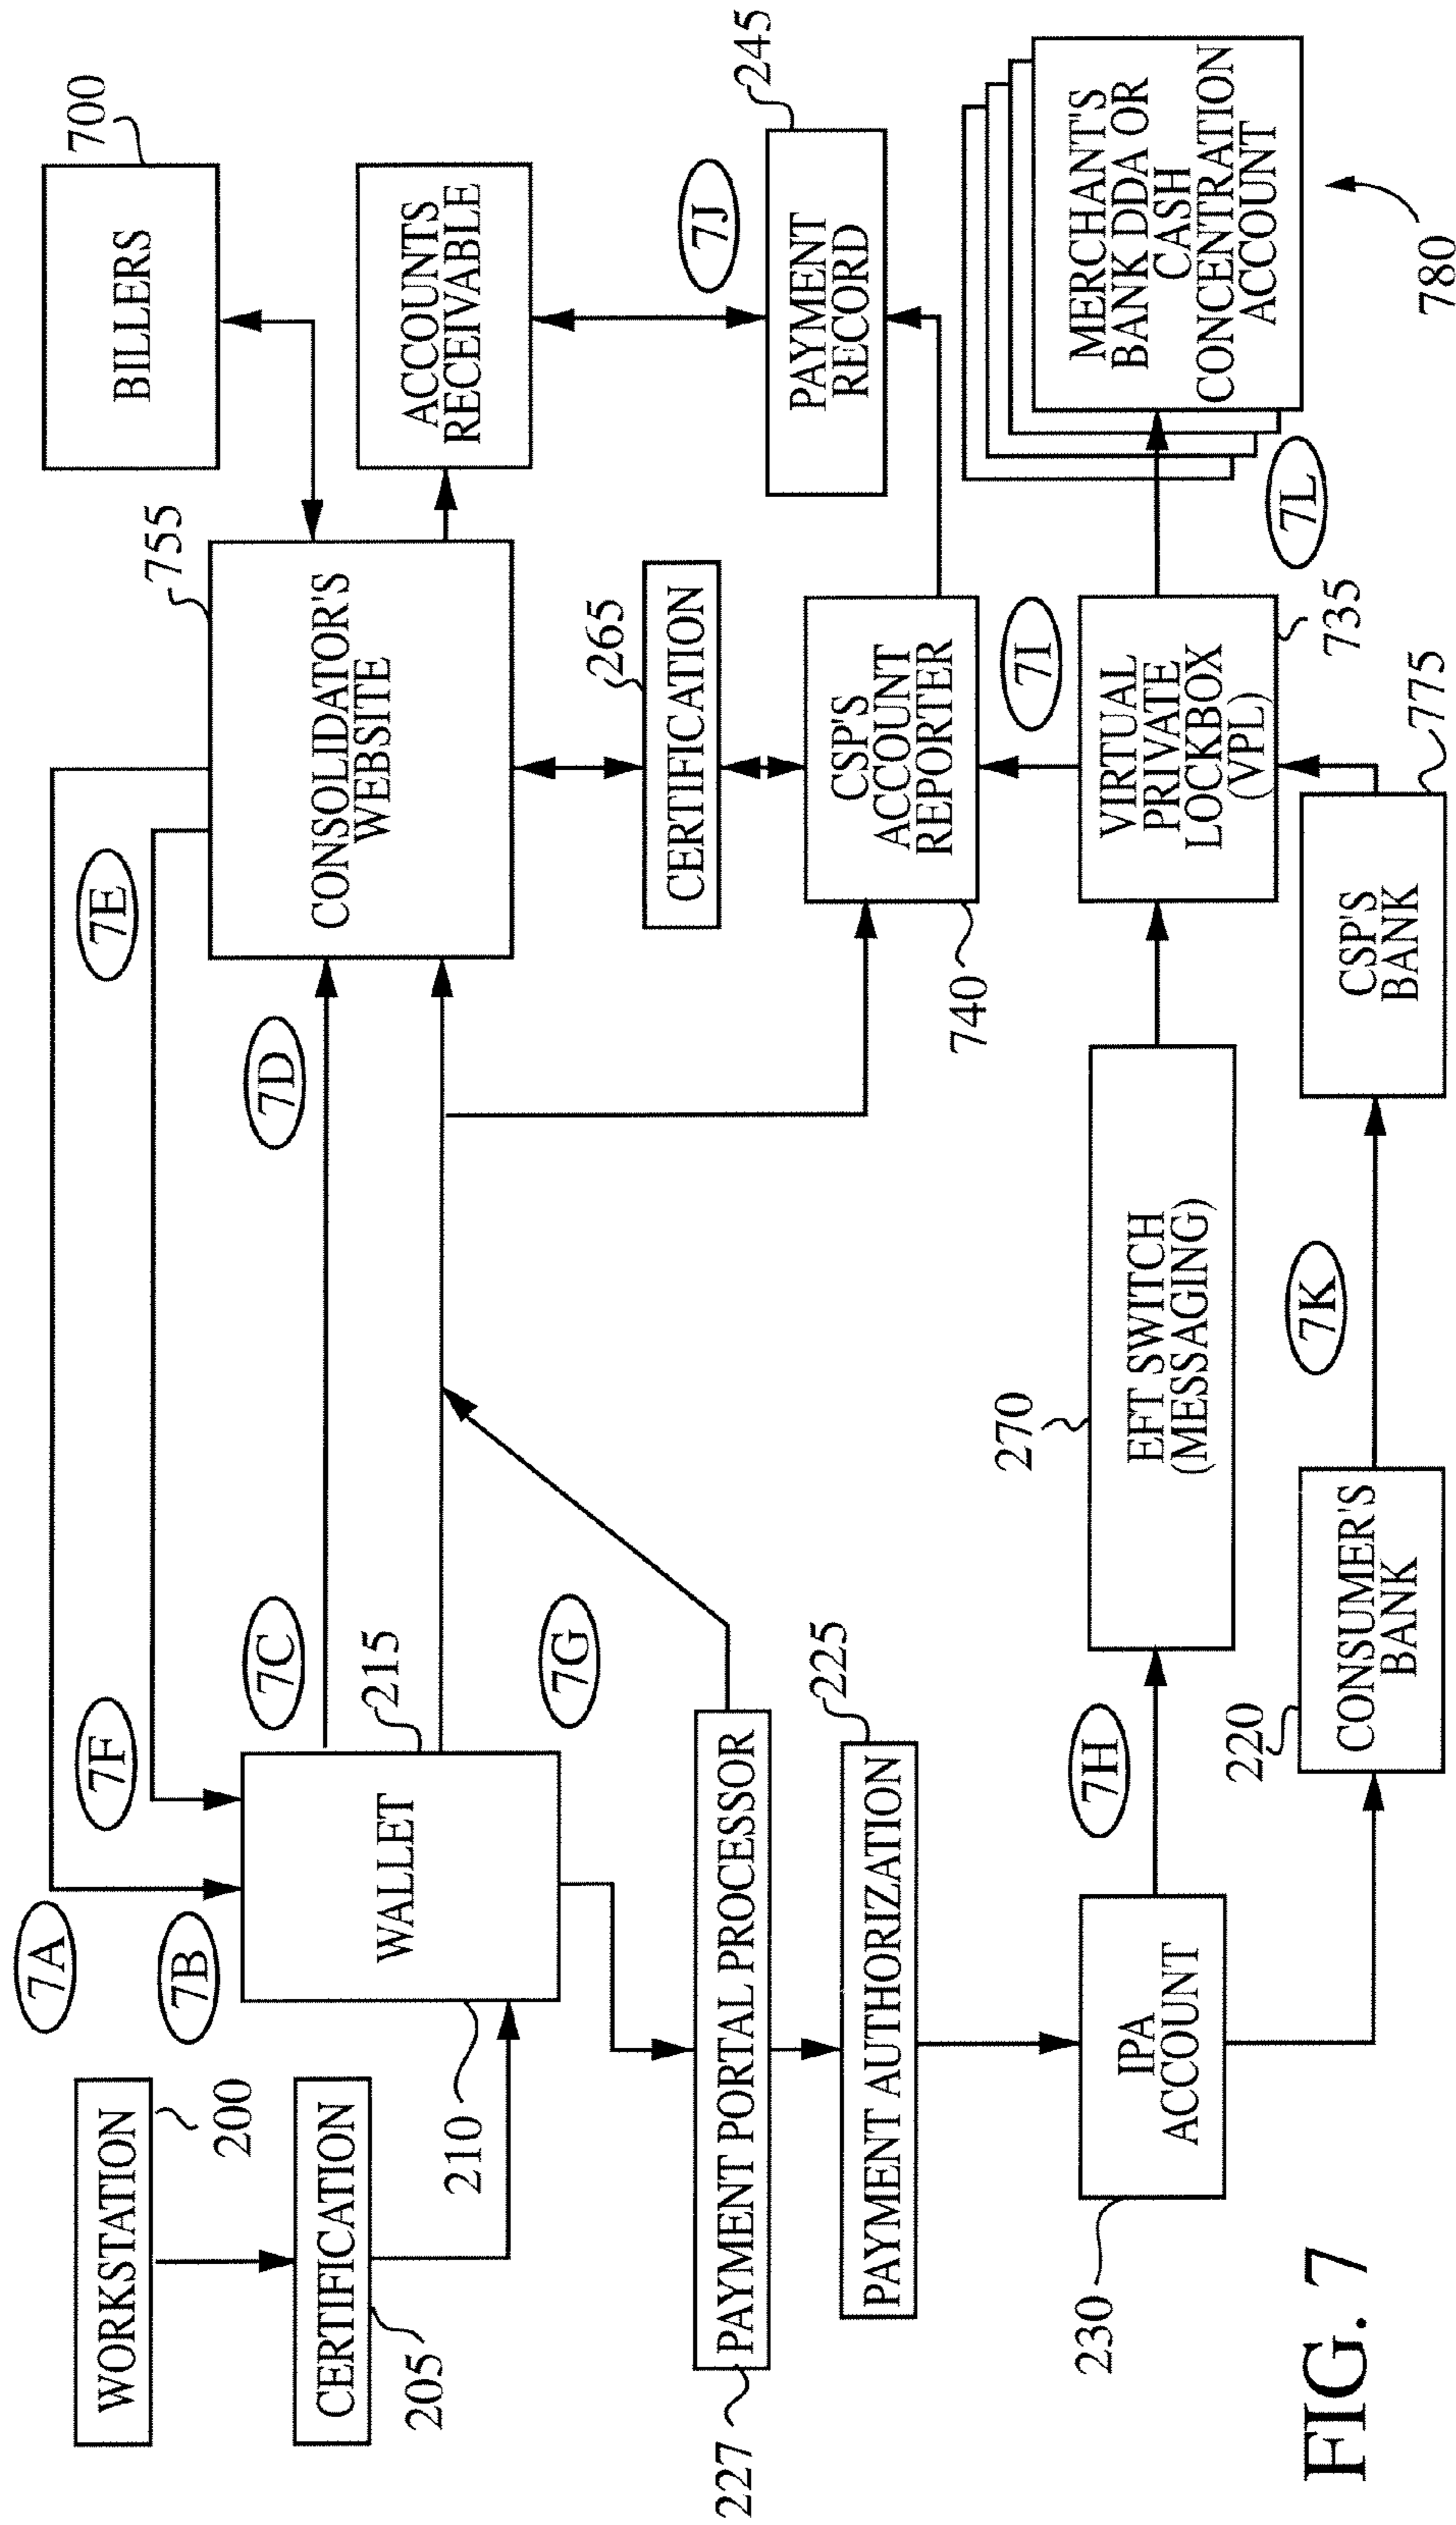 7A
7B
7F
7E
WORKSTATION
200
CERTIFICATION
205
WALLET
210
215
7C
7D
CONSOLIDATOR'S
WEBSITE
755
BILLERS
700
ACCOUNTS
RECEIVABLE
7G
PAYMENT PORTAL PROCESSOR
227
PAYMENT AUTHORIZATION
225
CERTIFICATION
265
7J
PAYMENT
RECORD
245
CSP'S
ACCOUNT
REPORTER
740
7I
IPA
ACCOUNT
230
7H
EFT SWITCH
(MESSAGING)
270
VIRTUAL
PRIVATE
LOCKBOX
(VPL)
735
MERCHANT'S
BANK DDA OR
CASH
CONCENTRATION
ACCOUNT
780
7L
CONSUMER'S
BANK
220
7K
CSP'S
BANK
775
FIG. 7